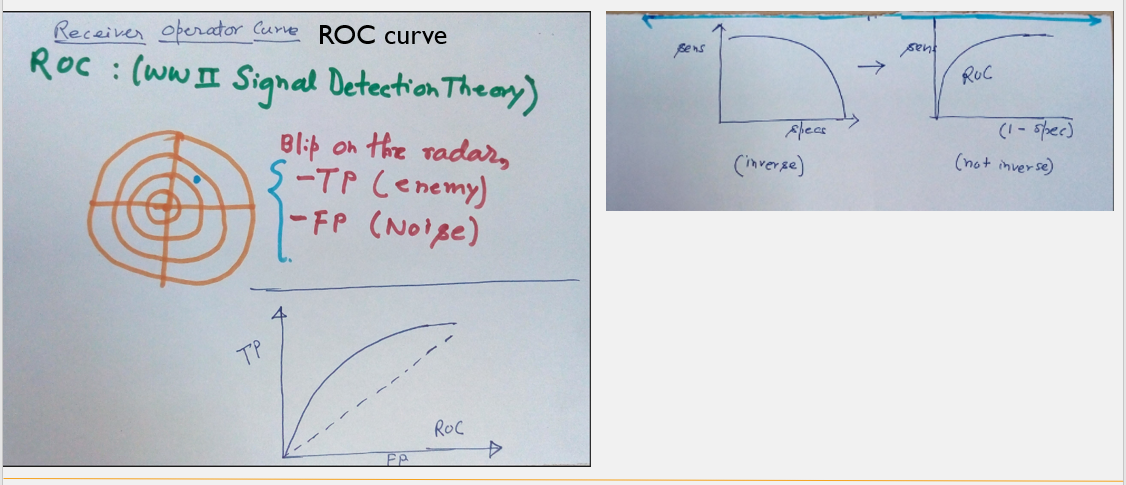 Receiver Operator Curve ROC curve
ROC : (WW II Signal Detection Theory)
Blip on the radar,
- TP (enemy)
- FP (Noise)
TP
ROC
FP
sens
specs
(inverse)
sens
ROC
(1 - spec)
(not inverse)